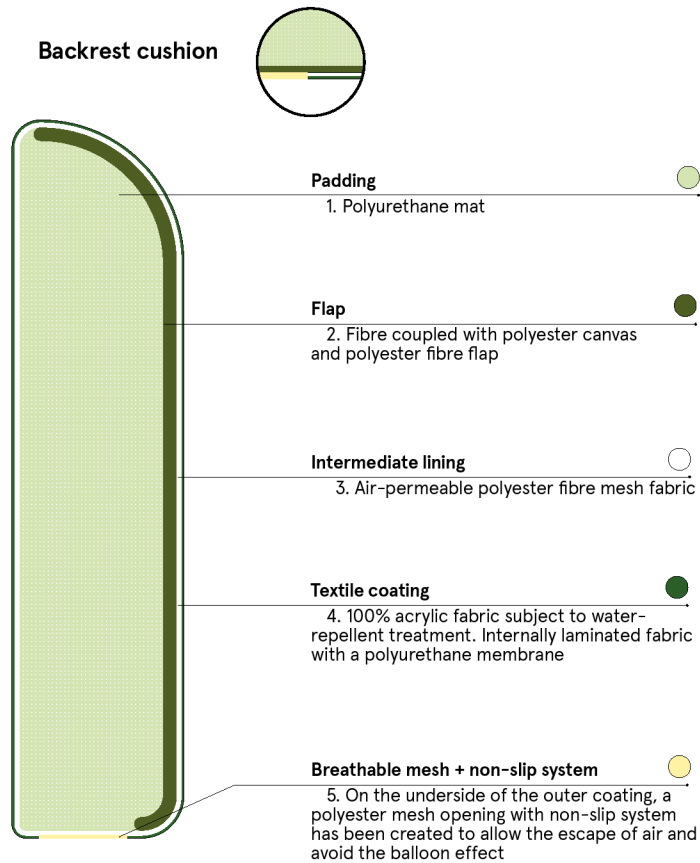 Backrest cushion
Padding
1. Polyurethane mat
Flap
2. Fibre coupled with polyester canvas
and polyester fibre flap
Intermediate lining
3. Air-permeable polyester fibre mesh fabric
Textile coating
4. 100% acrylic fabric subject to water-
repellent treatment. Internally laminated fabric
with a polyurethane membrane
Breathable mesh + non-slip system
5. On the underside of the outer coating, a
polyester mesh opening with non-slip system
has been created to allow the escape of air and
avoid the balloon effect